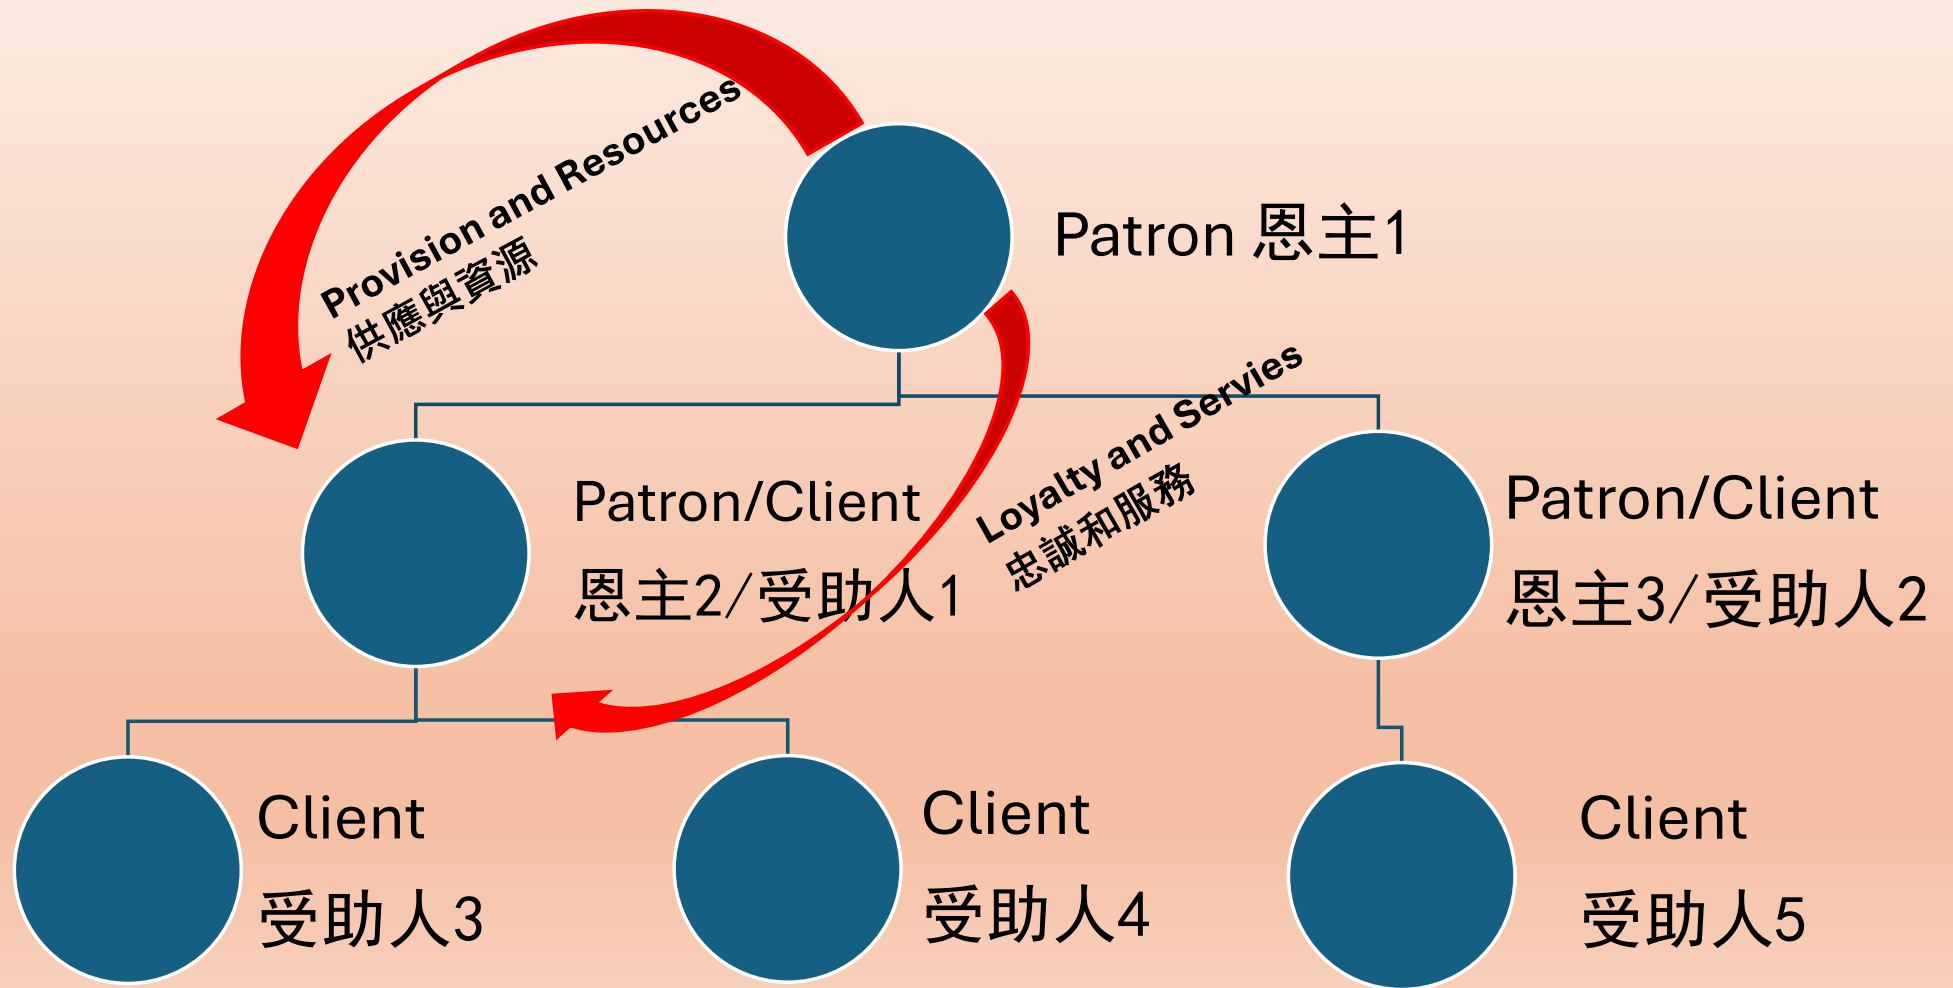 Provision and Resources
供應與資源
Patron 恩主1
Loyalty and Servies
忠誠和服務
Patron/Client
恩主2/受助人1
Patron/Client
恩主3/受助人2
Client
受助人3
Client
受助人4
Client
受助人5